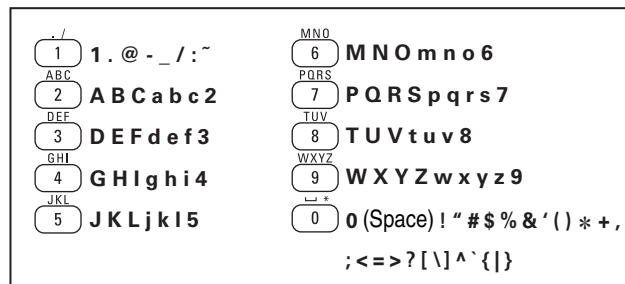 . /
1 1 . @ - _ / : ˜
ABC
2 A B C a b c 2
DEF
3 D E F d e f 3
GHI
4 G H I g h i 4
JKL
5 J K L j k l 5
MNO
6 M N O m n o 6
PQRS
7 P Q R S p q r s 7
TUV
8 T U V t u v 8
WXYZ
9 W X Y Z w x y z 9
␣ *
0 0 (Space) ! “ # $ % & ‘ ( ) * + ,
; < = > ? [ \ ] ^ ` { | }